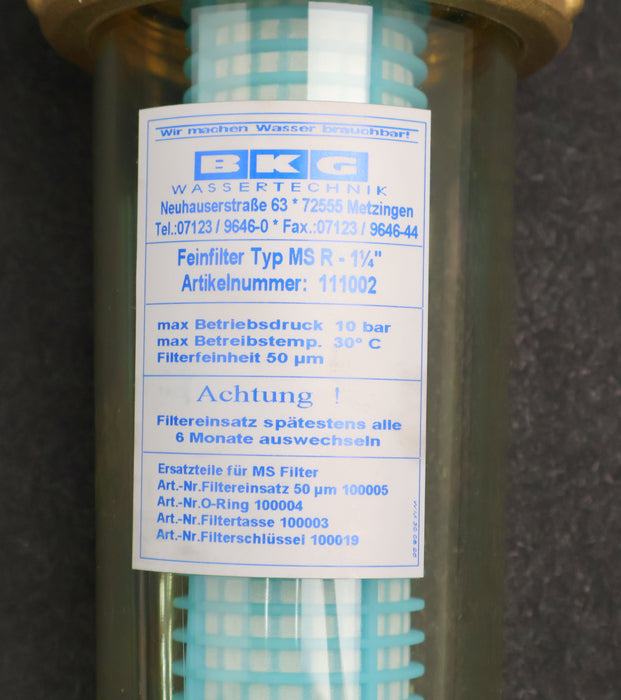 Wir machen Wasser brauchbar!
BKG
WASSERTECHNIK
Neuhauserstraße 63 * 72555 Metzingen
Tel.:07123 / 9646-0 * Fax.:07123 / 9646-44
Feinfilter Typ MS R - 1¼"
Artikelnummer: 111002
max Betriebsdruck 10 bar
max Betreibstemp. 30° C
Filterfeinheit 50 µm
Achtung !
Filtereinsatz spätestens alle
6 Monate auswechseln
Ersatzteile für MS Filter
Art.-Nr.Filtereinsatz 50 µm 100005
Art.-Nr.O-Ring 100004
Art.-Nr.Filtertasse 100003
Art.-Nr.Filterschlüssel 100019